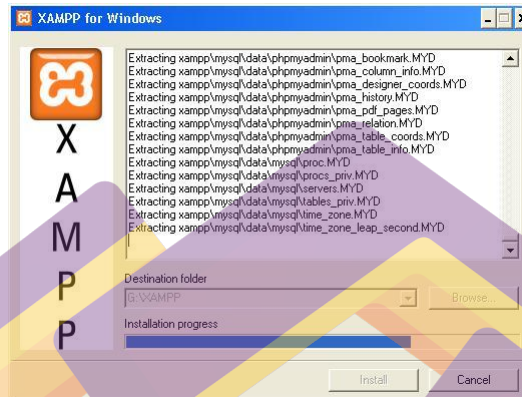 XAMPP for Windows
Extracting xampp\mysql\data\phpmyadmin\pma_bookmark.MYD
Extracting xampp\mysql\data\phpmyadmin\pma_column_info.MYD
Extracting xampp\mysql\data\phpmyadmin\pma_designer_coords.MYD
Extracting xampp\mysql\data\phpmyadmin\pma_history.MYD
Extracting xampp\mysql\data\phpmyadmin\pma_pdf_pages.MYD
Extracting xampp\mysql\data\phpmyadmin\pma_relation.MYD
Extracting xampp\mysql\data\phpmyadmin\pma_table_coords.MYD
Extracting xampp\mysql\data\phpmyadmin\pma_table_info.MYD
Extracting xampp\mysql\data\mysql\proc.MYD
Extracting xampp\mysql\data\mysql\procs_priv.MYD
Extracting xampp\mysql\data\mysql\servers.MYD
Extracting xampp\mysql\data\mysql\tables_priv.MYD
Extracting xampp\mysql\data\mysql\time_zone.MYD
Extracting xampp\mysql\data\mysql\time_zone_leap_second.MYD
X
A
M
P
P
Destination folder
G:\XAMPP
Browse...
Installation progress
Install
Cancel